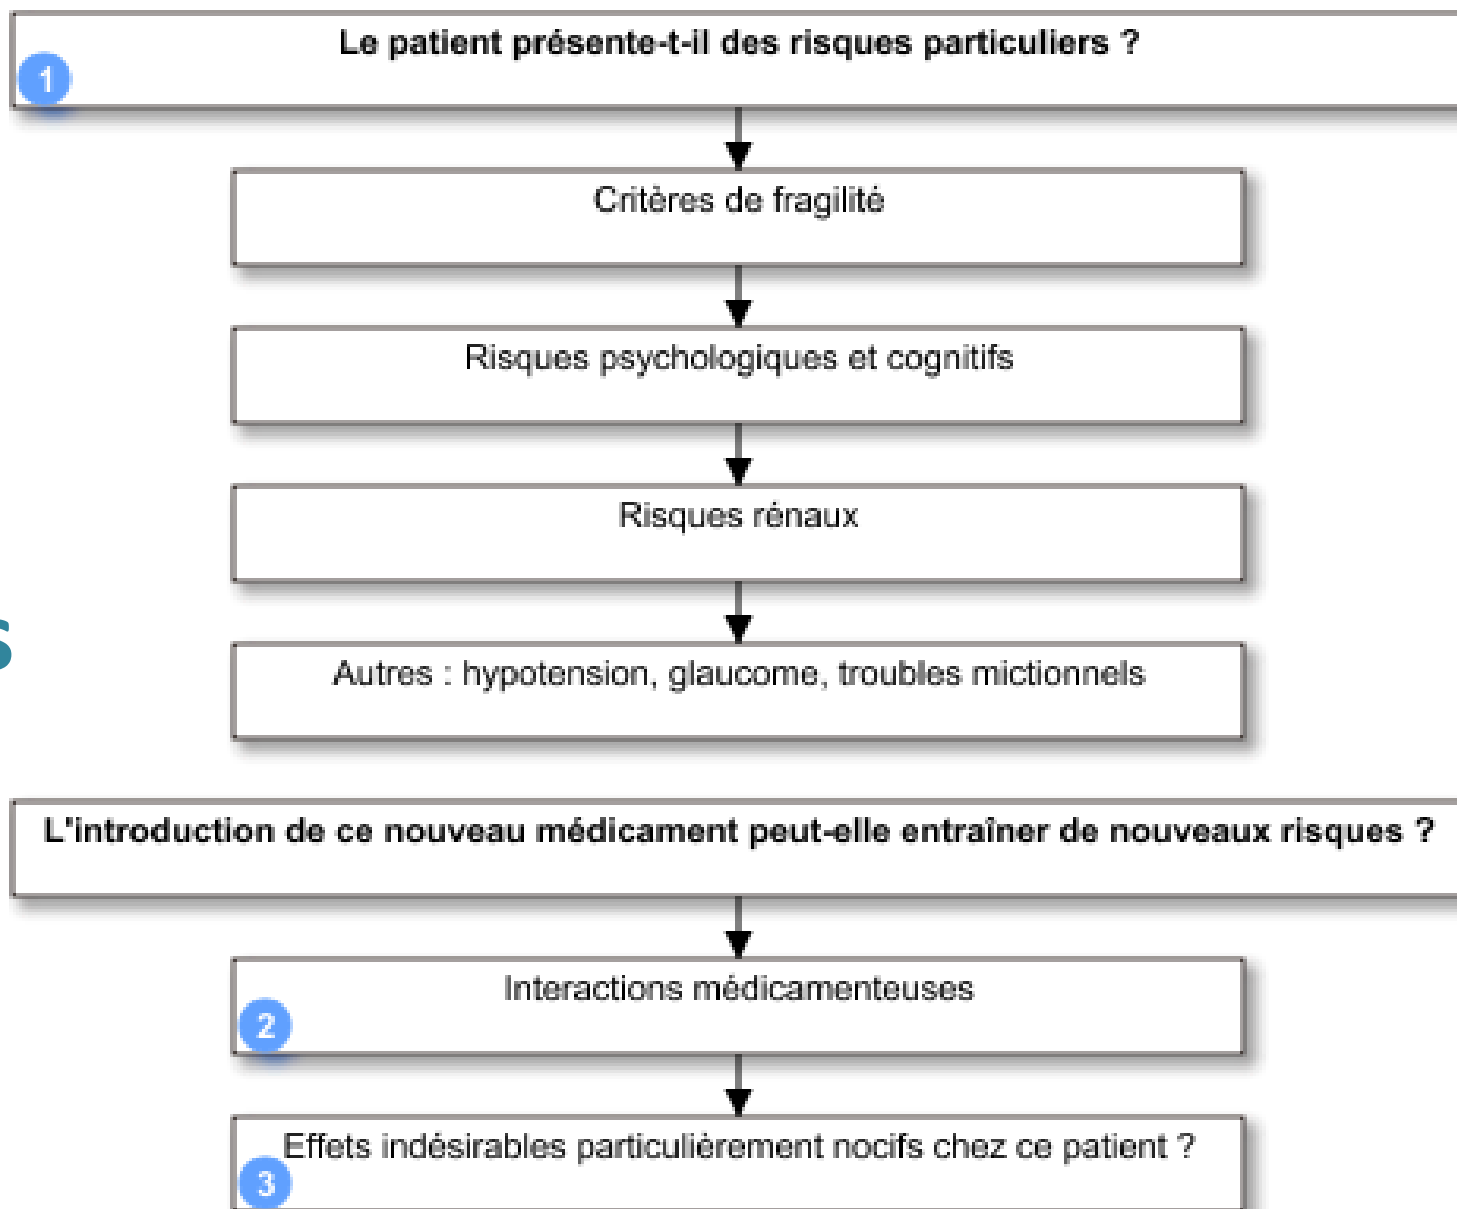 Le patient présente-t-il des risques particuliers ?
1
Critères de fragilité
Risques psychologiques et cognitifs
Risques rénaux
s
Autres : hypotension, glaucome, troubles mictionnels
L'introduction de ce nouveau médicament peut-elle entraîner de nouveaux risques ?
Interactions médicamenteuses
2
Effets indésirables particulièrement nocifs chez ce patient ?
3